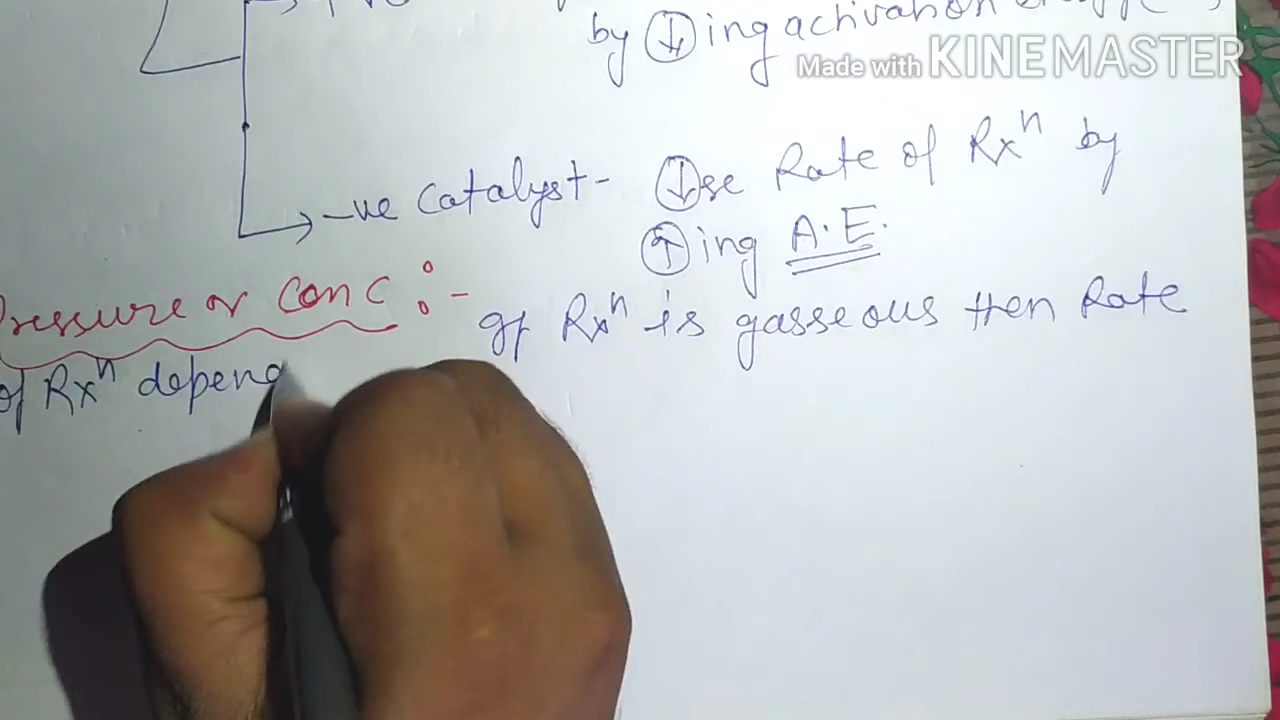 +ve
by ↓ing activation
Made with KINEMASTER
-ve Catalyst- ↓se Rate of Rxⁿ by
↑ing A.E.
Pressure or Conc :- If Rxⁿ is gasseous then Rate
of Rxⁿ depend